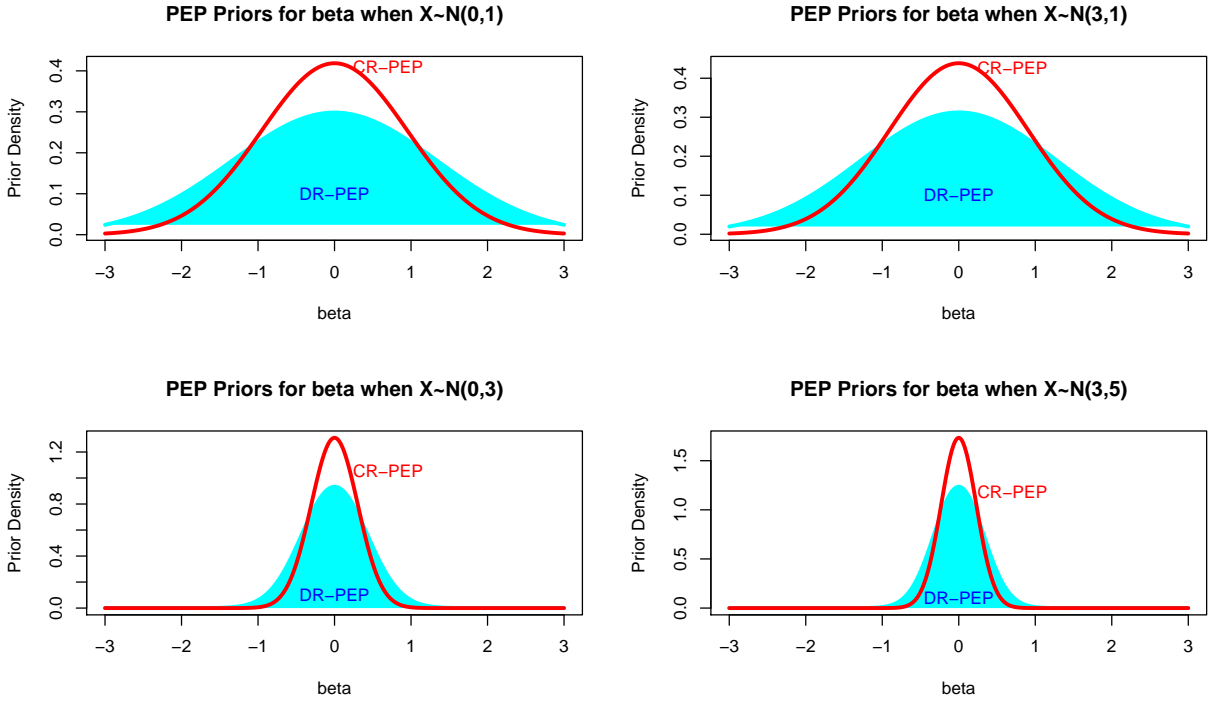 PEP Priors for beta when X~N(0,1)
Prior Density
0.0 0.1 0.2 0.3 0.4
CR−PEP
DR−PEP
−3 −2 −1 0 1 2 3
beta
PEP Priors for beta when X~N(3,1)
Prior Density
0.0 0.1 0.2 0.3 0.4
CR−PEP
DR−PEP
−3 −2 −1 0 1 2 3
beta
PEP Priors for beta when X~N(0,3)
Prior Density
0.0 0.4 0.8 1.2
CR−PEP
DR−PEP
−3 −2 −1 0 1 2 3
beta
PEP Priors for beta when X~N(3,5)
Prior Density
0.0 0.5 1.0 1.5
CR−PEP
DR−PEP
−3 −2 −1 0 1 2 3
beta